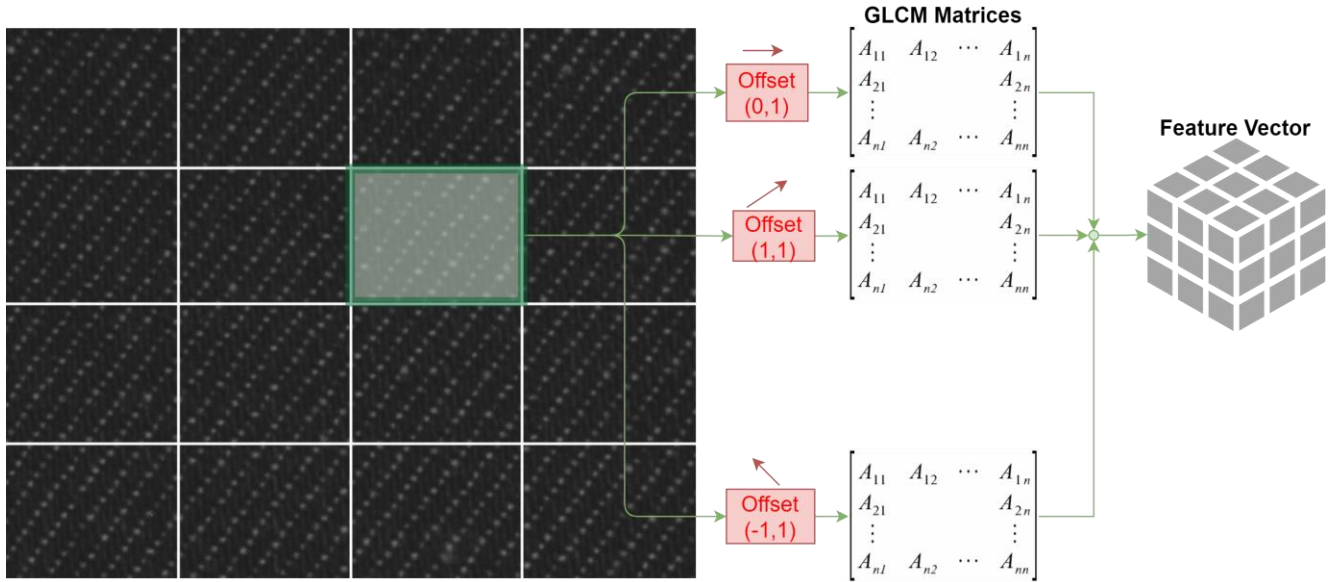 GLCM Matrices
Offset
(0,1)
A₁₁ A₁₂ ⋯ A₁ₙ
A₂₁ A₂ₙ
⋮ ⋮
Aₙ₁ Aₙ₂ ⋯ Aₙₙ
Feature Vector
Offset
(1,1)
A₁₁ A₁₂ ⋯ A₁ₙ
A₂₁ A₂ₙ
⋮ ⋮
Aₙ₁ Aₙ₂ ⋯ Aₙₙ
Offset
(-1,1)
A₁₁ A₁₂ ⋯ A₁ₙ
A₂₁ A₂ₙ
⋮ ⋮
Aₙ₁ Aₙ₂ ⋯ Aₙₙ